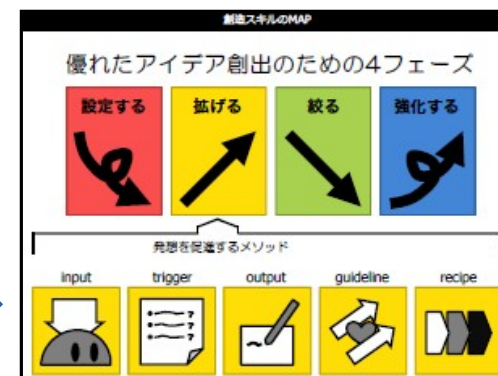 創造スキルのMAP
優れたアイデア創出のための4フェーズ
設定する 拡げる 絞る 強化する
発想を促進するメソッド
input trigger output guideline recipe